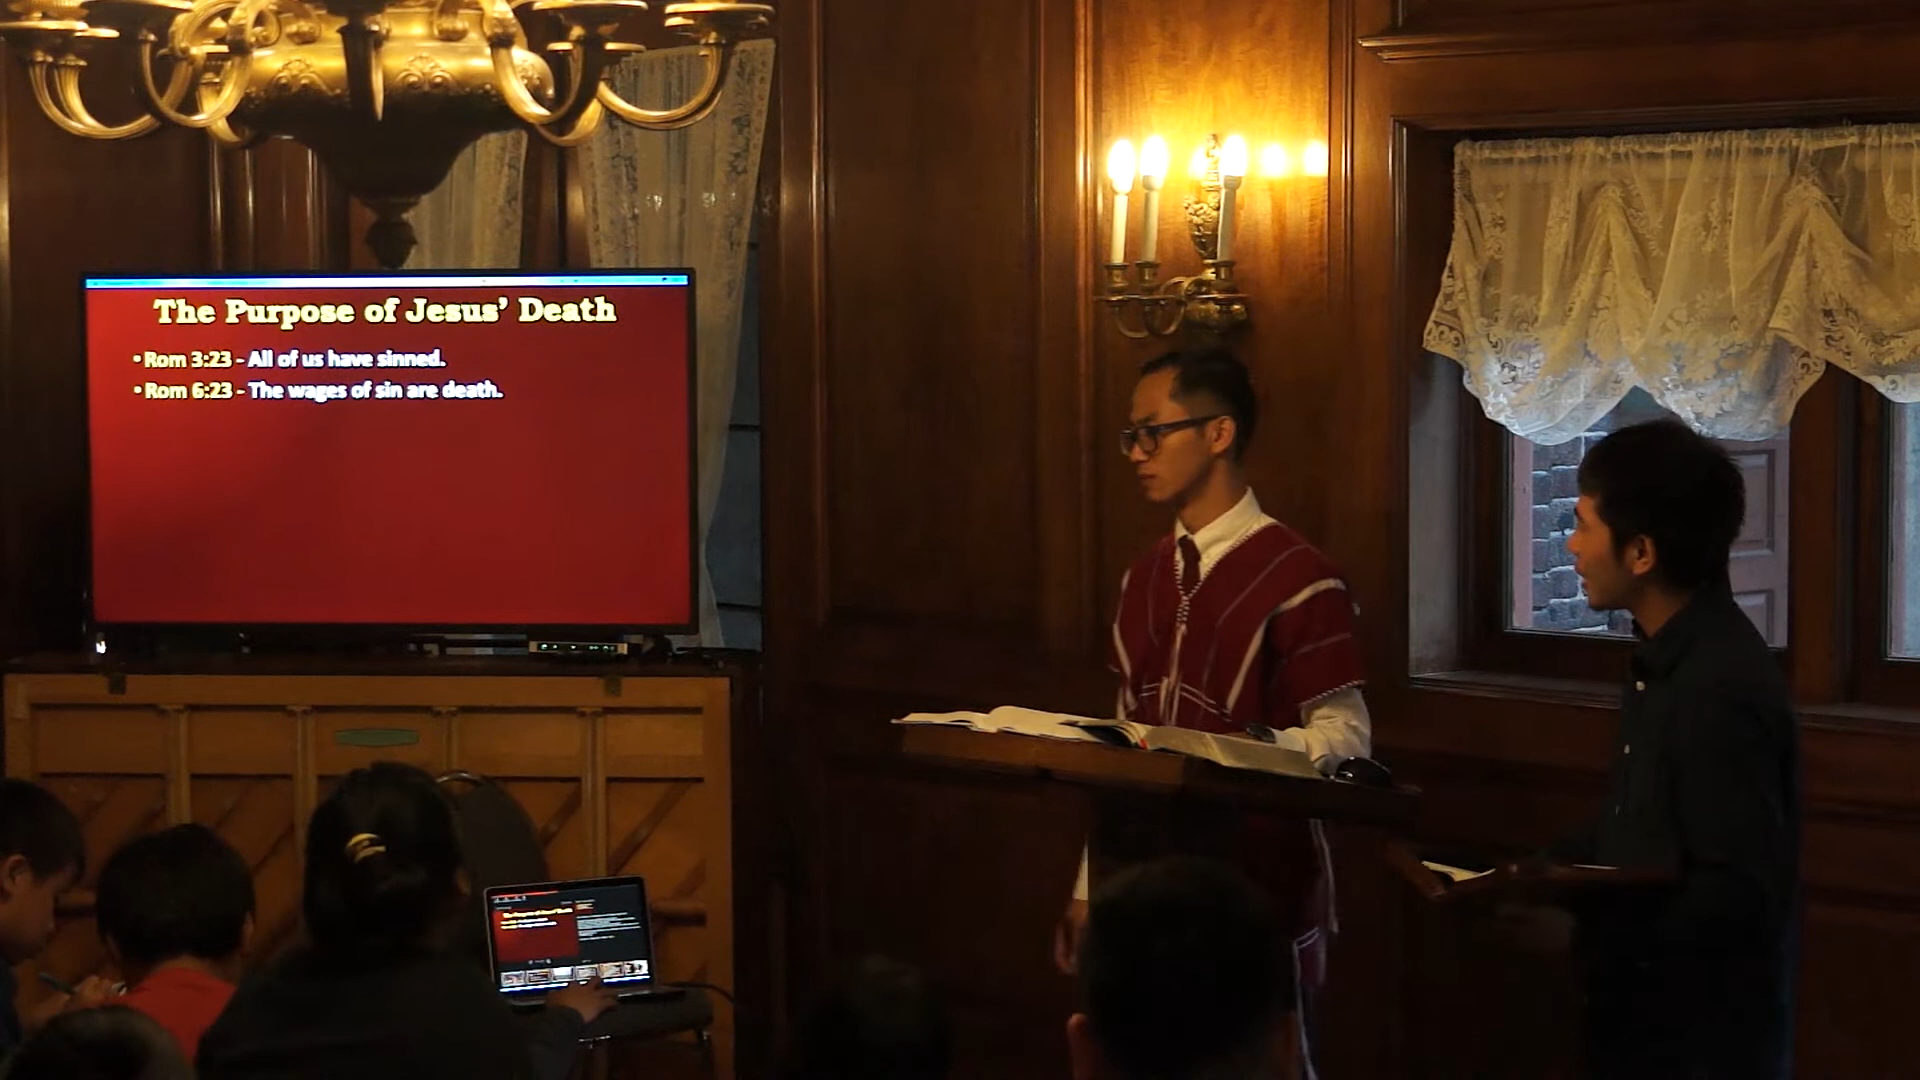 The Purpose of Jesus’ Death
• Rom 3:23 - All of us have sinned.
• Rom 6:23 - The wages of sin are death.